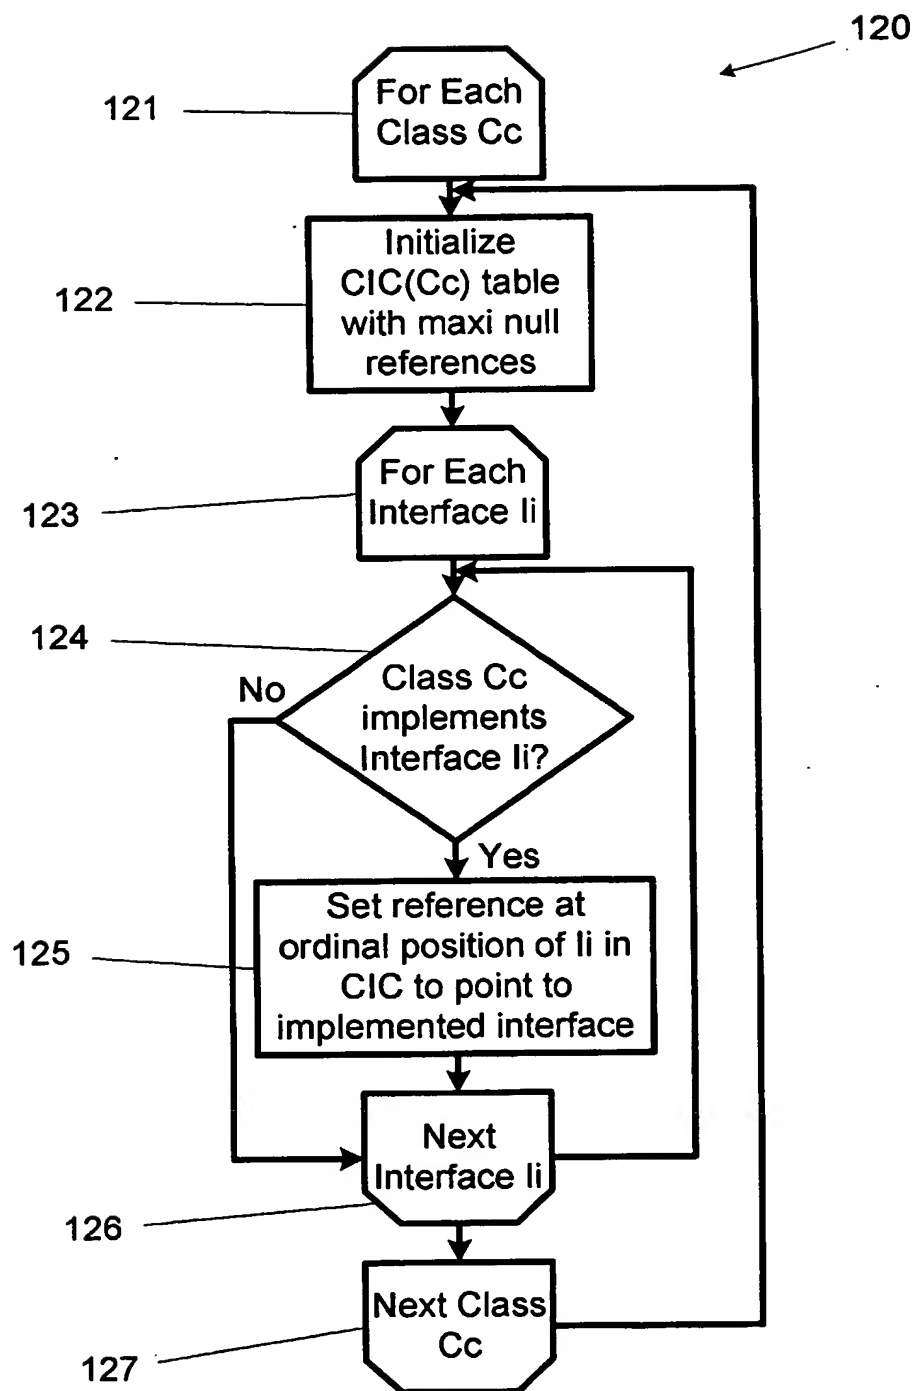 120
121
For Each
Class Cc
122
Initialize
CIC(Cc) table
with maxi null
references
123
For Each
Interface Ii
124
No
Class Cc
implements
Interface Ii?
Yes
125
Set reference at
ordinal position of Ii in
CIC to point to
implemented interface
Next
Interface Ii
126
Next Class
Cc
127